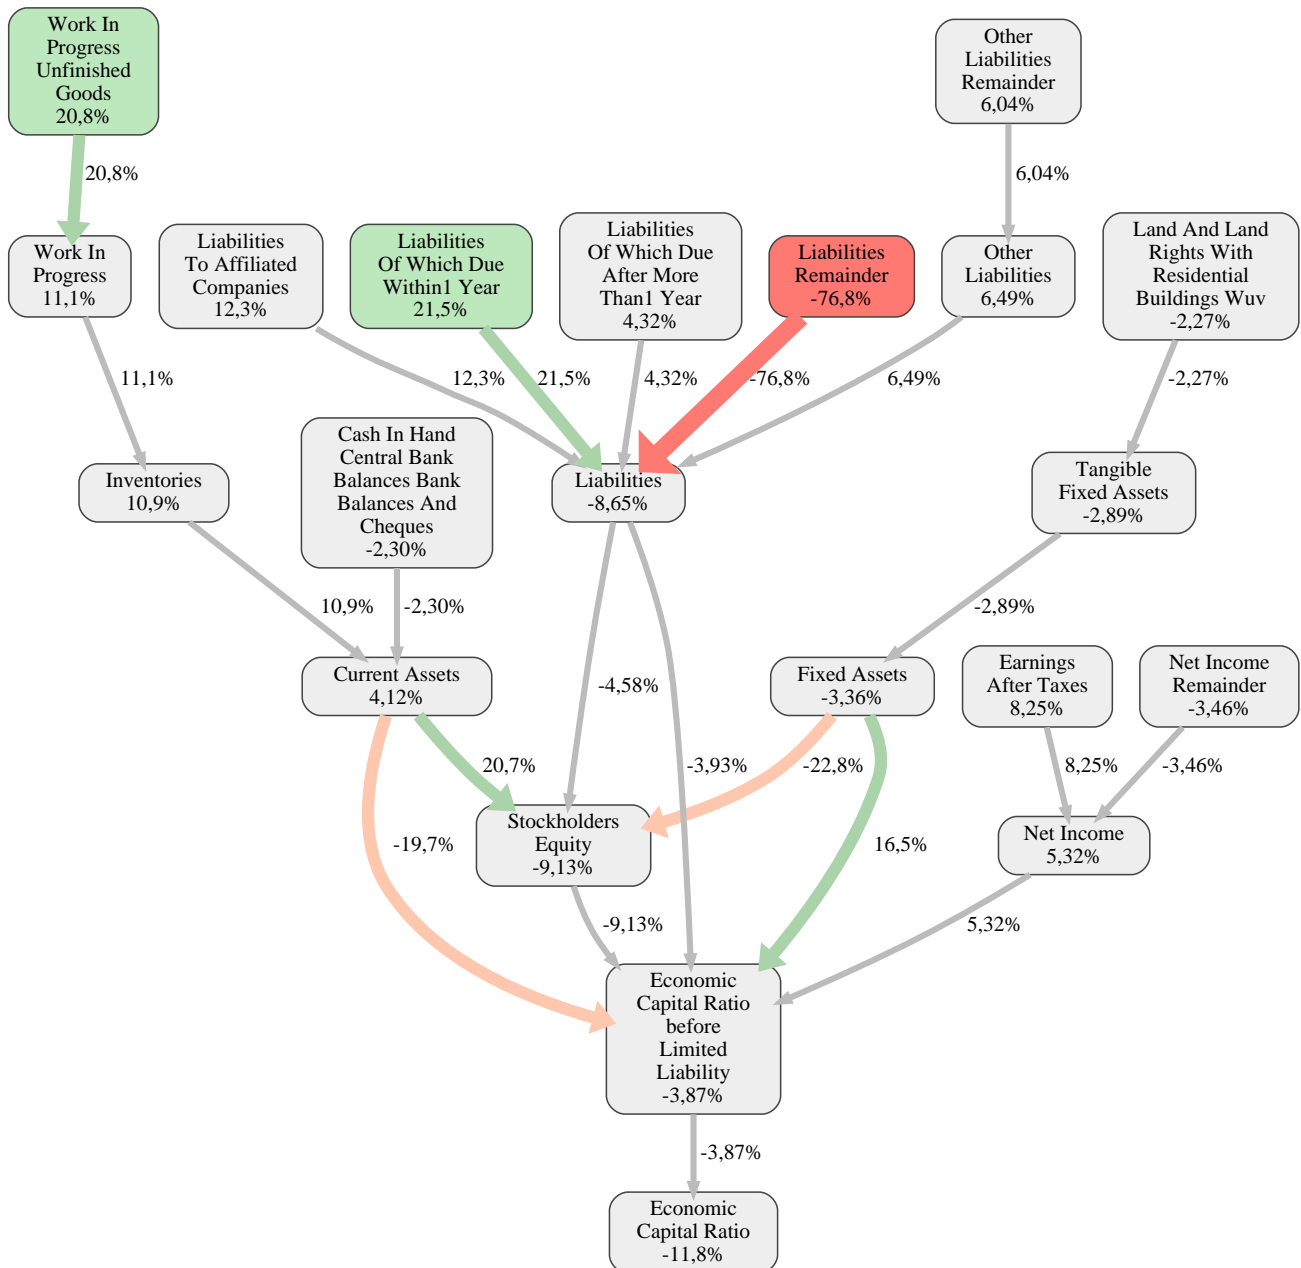 Work In
Progress
Unfinished
Goods
20,8%
Other
Liabilities
Remainder
6,04%
20,8%
6,04%
Work In
Progress
11,1%
Liabilities
To Affiliated
Companies
12,3%
Liabilities
Of Which Due
Within1 Year
21,5%
Liabilities
Of Which Due
After More
Than1 Year
4,32%
Liabilities
Remainder
-76,8%
Other
Liabilities
6,49%
Land And Land
Rights With
Residential
Buildings Wuv
-2,27%
11,1%
12,3%
21,5%
4,32%
-76,8%
6,49%
-2,27%
Inventories
10,9%
Cash In Hand
Central Bank
Balances Bank
Balances And
Cheques
-2,30%
Liabilities
-8,65%
Tangible
Fixed Assets
-2,89%
10,9%
-2,30%
-2,89%
Current Assets
4,12%
-4,58%
Fixed Assets
-3,36%
Earnings
After Taxes
8,25%
Net Income
Remainder
-3,46%
20,7%
-3,93%
-22,8%
8,25%
-3,46%
-19,7%
Stockholders
Equity
-9,13%
16,5%
Net Income
5,32%
-9,13%
5,32%
Economic
Capital Ratio
before
Limited
Liability
-3,87%
-3,87%
Economic
Capital Ratio
-11,8%